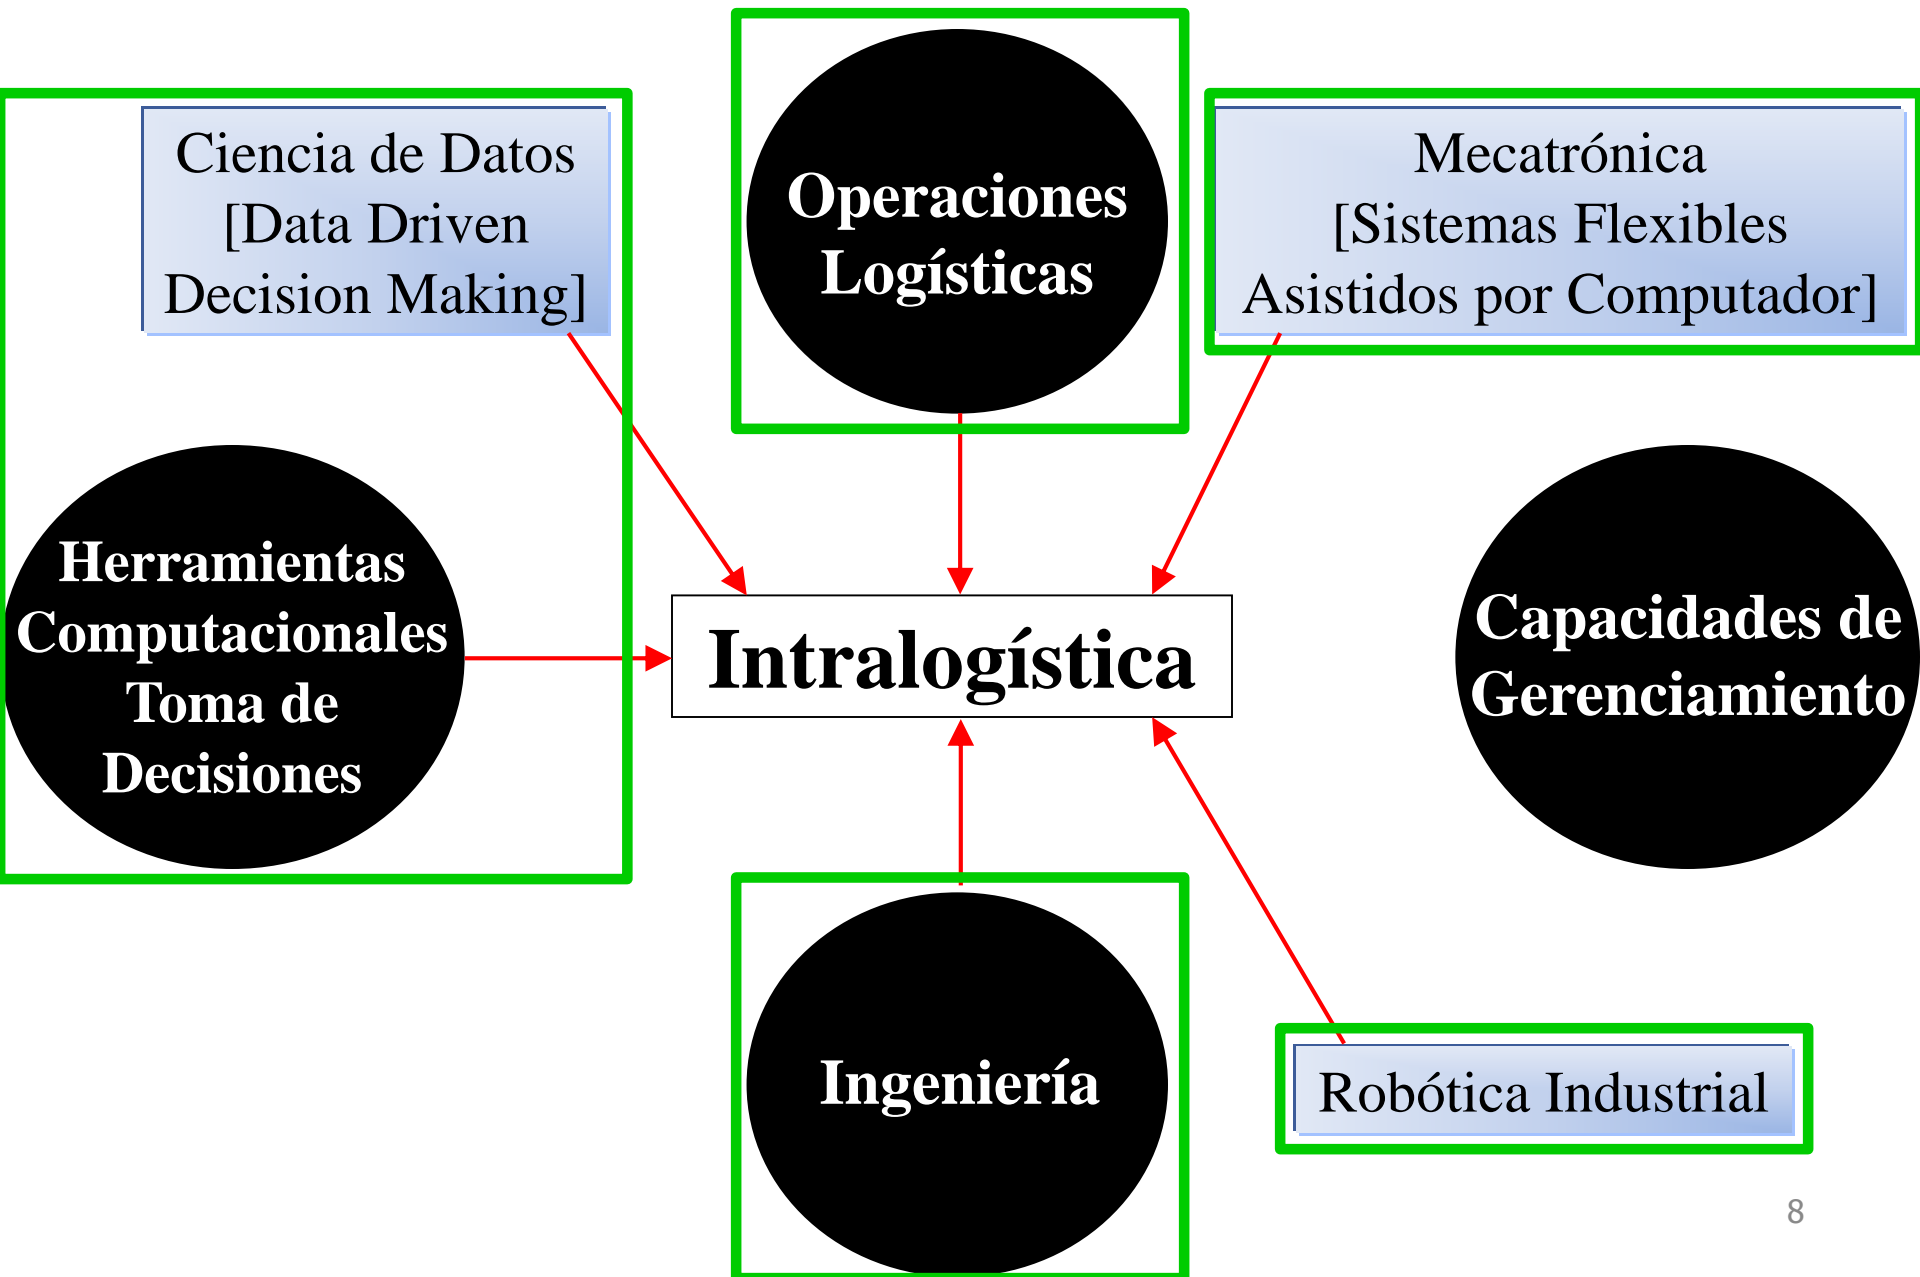 Ciencia de Datos
[Data Driven
Decision Making]
Operaciones
Logísticas
Mecatrónica
[Sistemas Flexibles
Asistidos por Computador]
Herramientas
Computacionales
Toma de
Decisiones
Intralogística
Capacidades de
Gerenciamiento
Ingeniería
Robótica Industrial
8